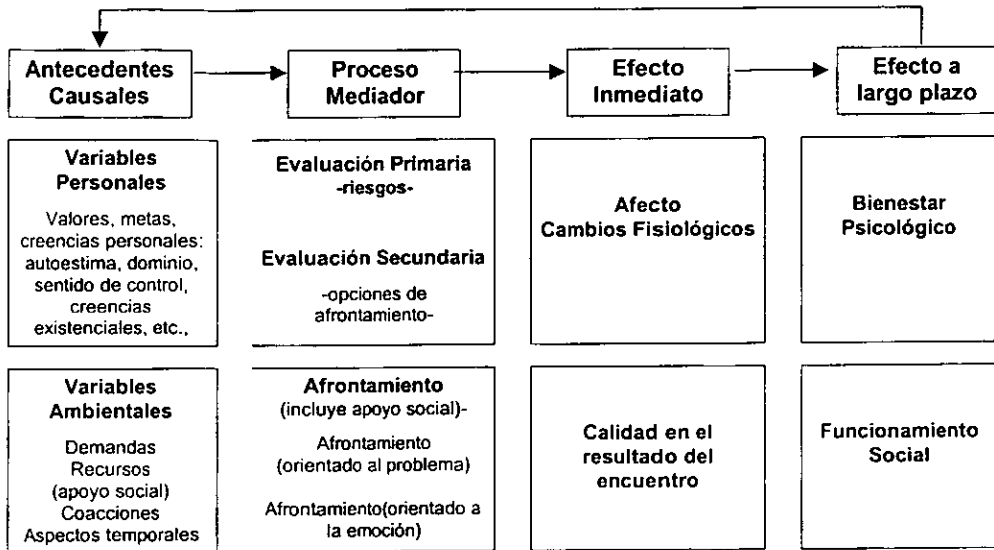 Antecedentes
Causales
Proceso
Mediador
Efecto
Inmediato
Efecto a
largo plazo
Variables
Personales
Valores, metas,
creencias personales:
autoestima, dominio,
sentido de control,
creencias
existenciales, etc.,
Evaluación Primaria
-riesgos-
Evaluación Secundaria
-opciones de
afrontamiento-
Afecto
Cambios Fisiológicos
Bienestar
Psicológico
Variables
Ambientales
Demandas
Recursos
(apoyo social)
Coacciones
Aspectos temporales
Afrontamiento
(incluye apoyo social)-
Afrontamiento
(orientado al problema)
Afrontamiento(orientado a
la emoción)
Calidad en el
resultado del
encuentro
Funcionamiento
Social